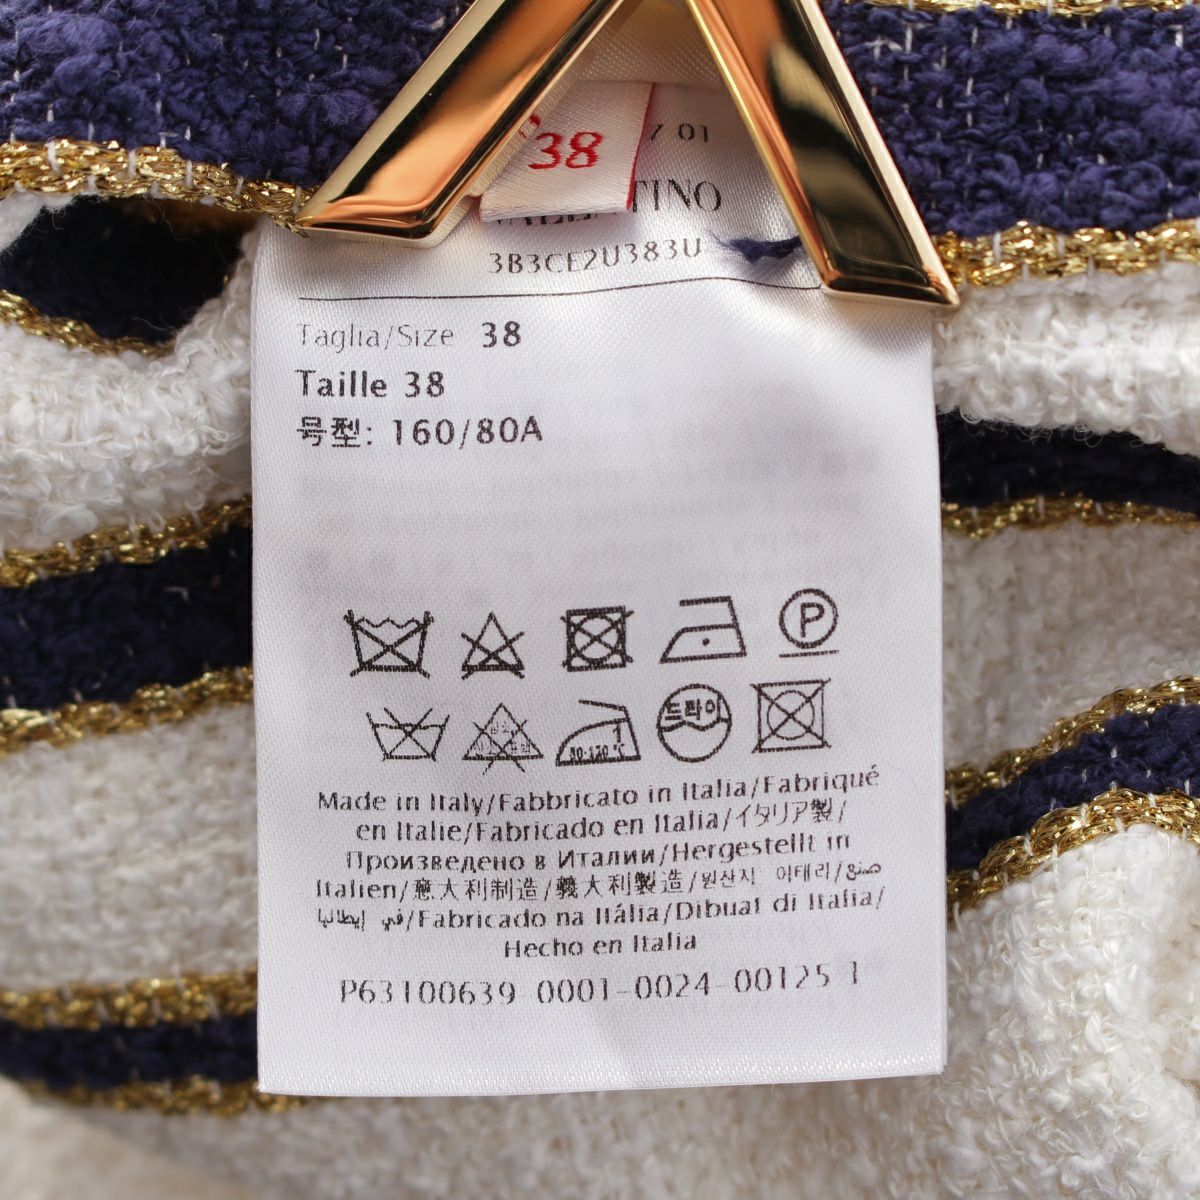 38
7 01
TINO
3B3CE2U383U
Taglia/Size 38
Taille 38
号型: 160/80A
P
드라이
80-120℃
Made in Italy/Fabbricato in Italia/Fabriqué
en Italie/Fabricado en Italia/イタリア製/
Произведено в Италии/Hergestellt in
Italien/意大利制造/義大利製造/원산지 이태리/صنع
في إيطاليا/Fabricado na Itália/Dibuat di Italia/
Hecho en Italia
P63100639-0001-0024-00125 1